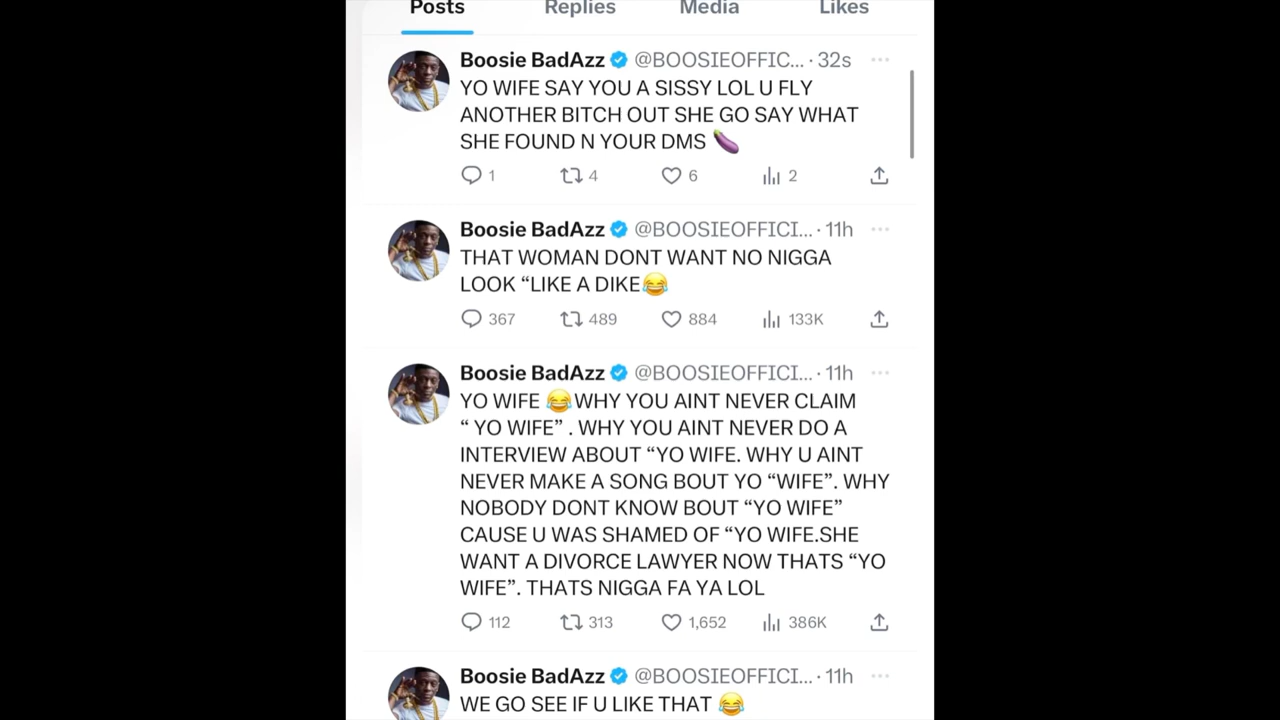 Posts Replies Media Likes
Boosie BadAzz @BOOSIEOFFIC... · 32s
YO WIFE SAY YOU A SISSY LOL U FLY
ANOTHER BITCH OUT SHE GO SAY WHAT
SHE FOUND N YOUR DMS 🍆
1 4 6 2
Boosie BadAzz @BOOSIEOFFICI... · 11h
THAT WOMAN DONT WANT NO NIGGA
LOOK “LIKE A DIKE😂
367 489 884 133K
Boosie BadAzz @BOOSIEOFFICI... · 11h
YO WIFE 😂WHY YOU AINT NEVER CLAIM
“ YO WIFE” . WHY YOU AINT NEVER DO A
INTERVIEW ABOUT “YO WIFE. WHY U AINT
NEVER MAKE A SONG BOUT YO “WIFE”. WHY
NOBODY DONT KNOW BOUT “YO WIFE”
CAUSE U WAS SHAMED OF “YO WIFE.SHE
WANT A DIVORCE LAWYER NOW THATS “YO
WIFE”. THATS NIGGA FA YA LOL
112 313 1,652 386K
Boosie BadAzz @BOOSIEOFFICI... · 11h
WE GO SEE IF U LIKE THAT 😂